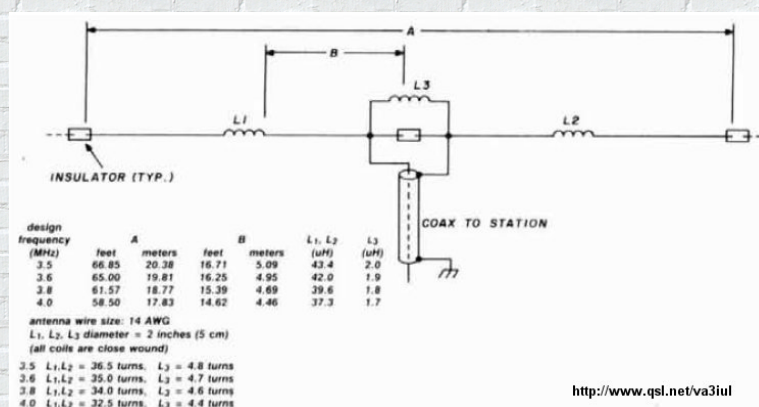 A
B
L3
L1
L2
INSULATOR (TYP.)
COAX TO STATION
design
frequency A B L1, L2 L3
(MHz) feet meters feet meters (uH) (uH)
3.5 66.85 20.38 16.71 5.09 43.4 2.0
3.6 65.00 19.81 16.25 4.95 42.0 1.9
3.8 61.57 18.77 15.39 4.69 39.6 1.8
4.0 58.50 17.83 14.62 4.46 37.3 1.7
antenna wire size: 14 AWG
L1, L2, L3 diameter = 2 inches (5 cm)
(all coils are close wound)
3.5 L1,L2 = 36.5 turns, L3 = 4.8 turns
3.6 L1,L2 = 35.0 turns, L3 = 4.7 turns
3.8 L1,L2 = 34.0 turns, L3 = 4.6 turns
4.0 L1,L2 = 32.5 turns, L3 = 4.4 turns
http://www.qsl.net/va3iul